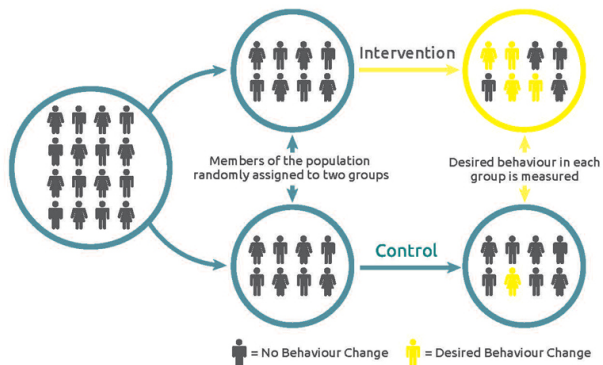 Intervention
Members of the population
randomly assigned to two groups
Desired behaviour in each
group is measured
Control
= No Behaviour Change
= Desired Behaviour Change